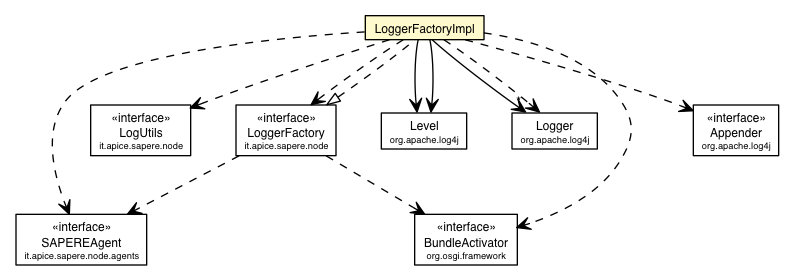 LoggerFactoryImpl
«interface»
LogUtils
it.apice.sapere.node
«interface»
LoggerFactory
it.apice.sapere.node
Level
org.apache.log4j
Logger
org.apache.log4j
«interface»
Appender
org.apache.log4j
«interface»
SAPEREAgent
it.apice.sapere.node.agents
«interface»
BundleActivator
org.osgi.framework